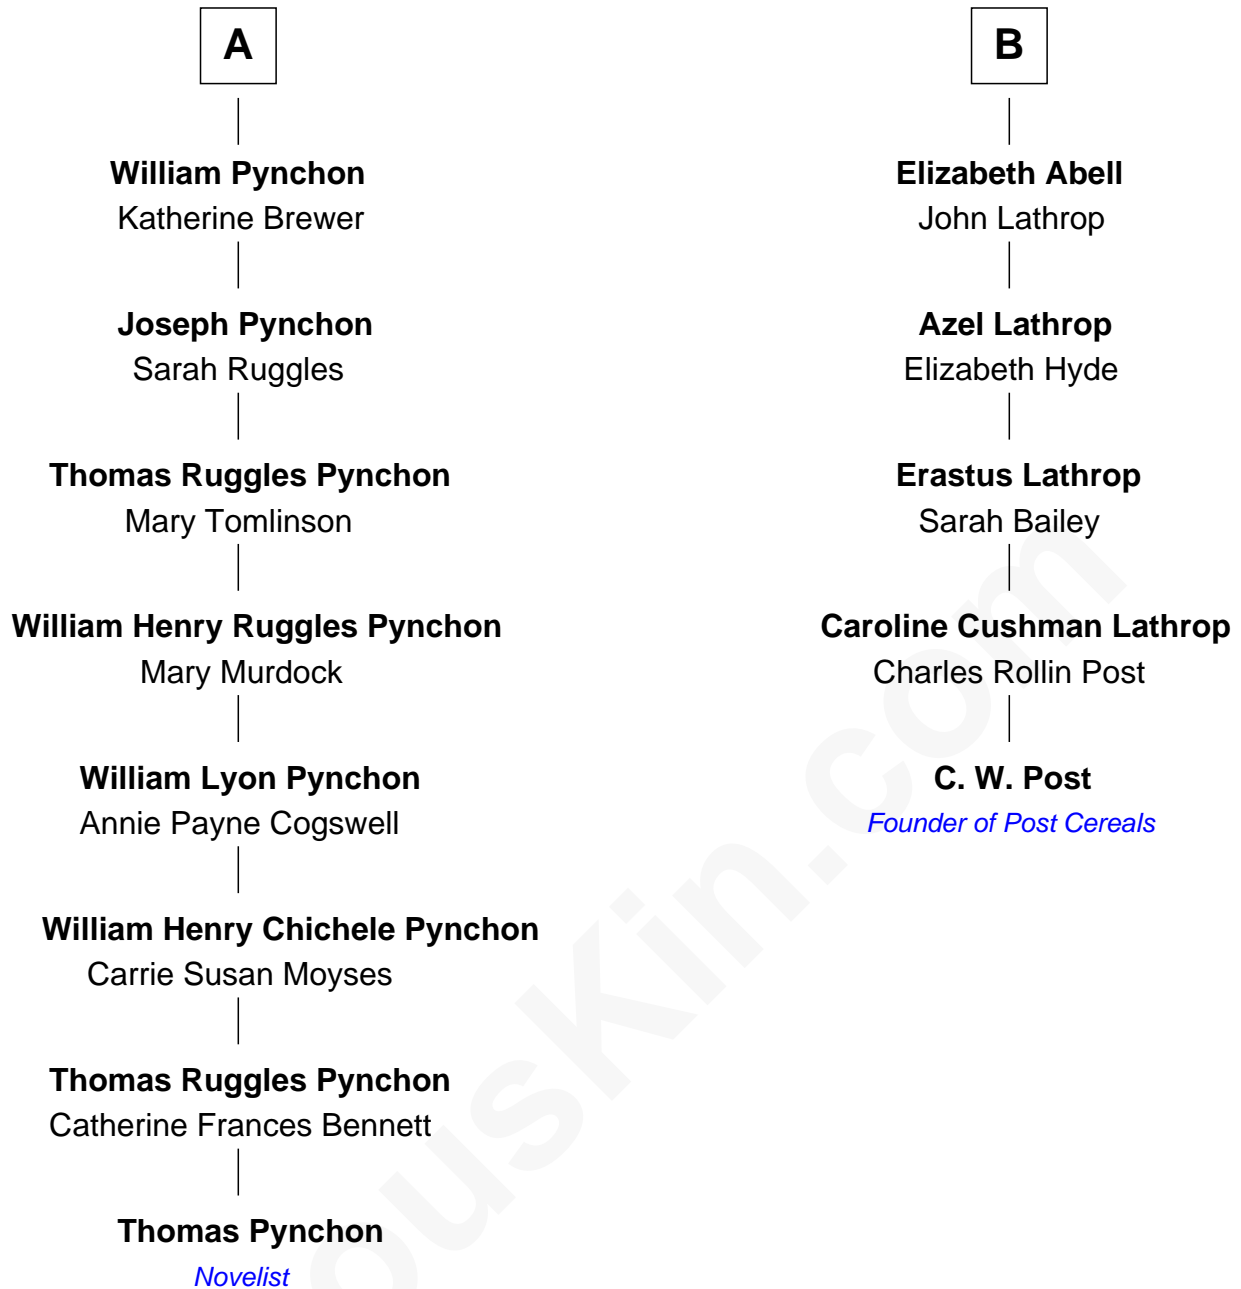 A
William Pynchon
Katherine Brewer
Joseph Pynchon
Sarah Ruggles
Thomas Ruggles Pynchon
Mary Tomlinson
William Henry Ruggles Pynchon
Mary Murdock
William Lyon Pynchon
Annie Payne Cogswell
William Henry Chichele Pynchon
Carrie Susan Moyses
Thomas Ruggles Pynchon
Catherine Frances Bennett
Thomas Pynchon
Novelist
B
Elizabeth Abell
John Lathrop
Azel Lathrop
Elizabeth Hyde
Erastus Lathrop
Sarah Bailey
Caroline Cushman Lathrop
Charles Rollin Post
C. W. Post
Founder of Post Cereals
ousKin.com